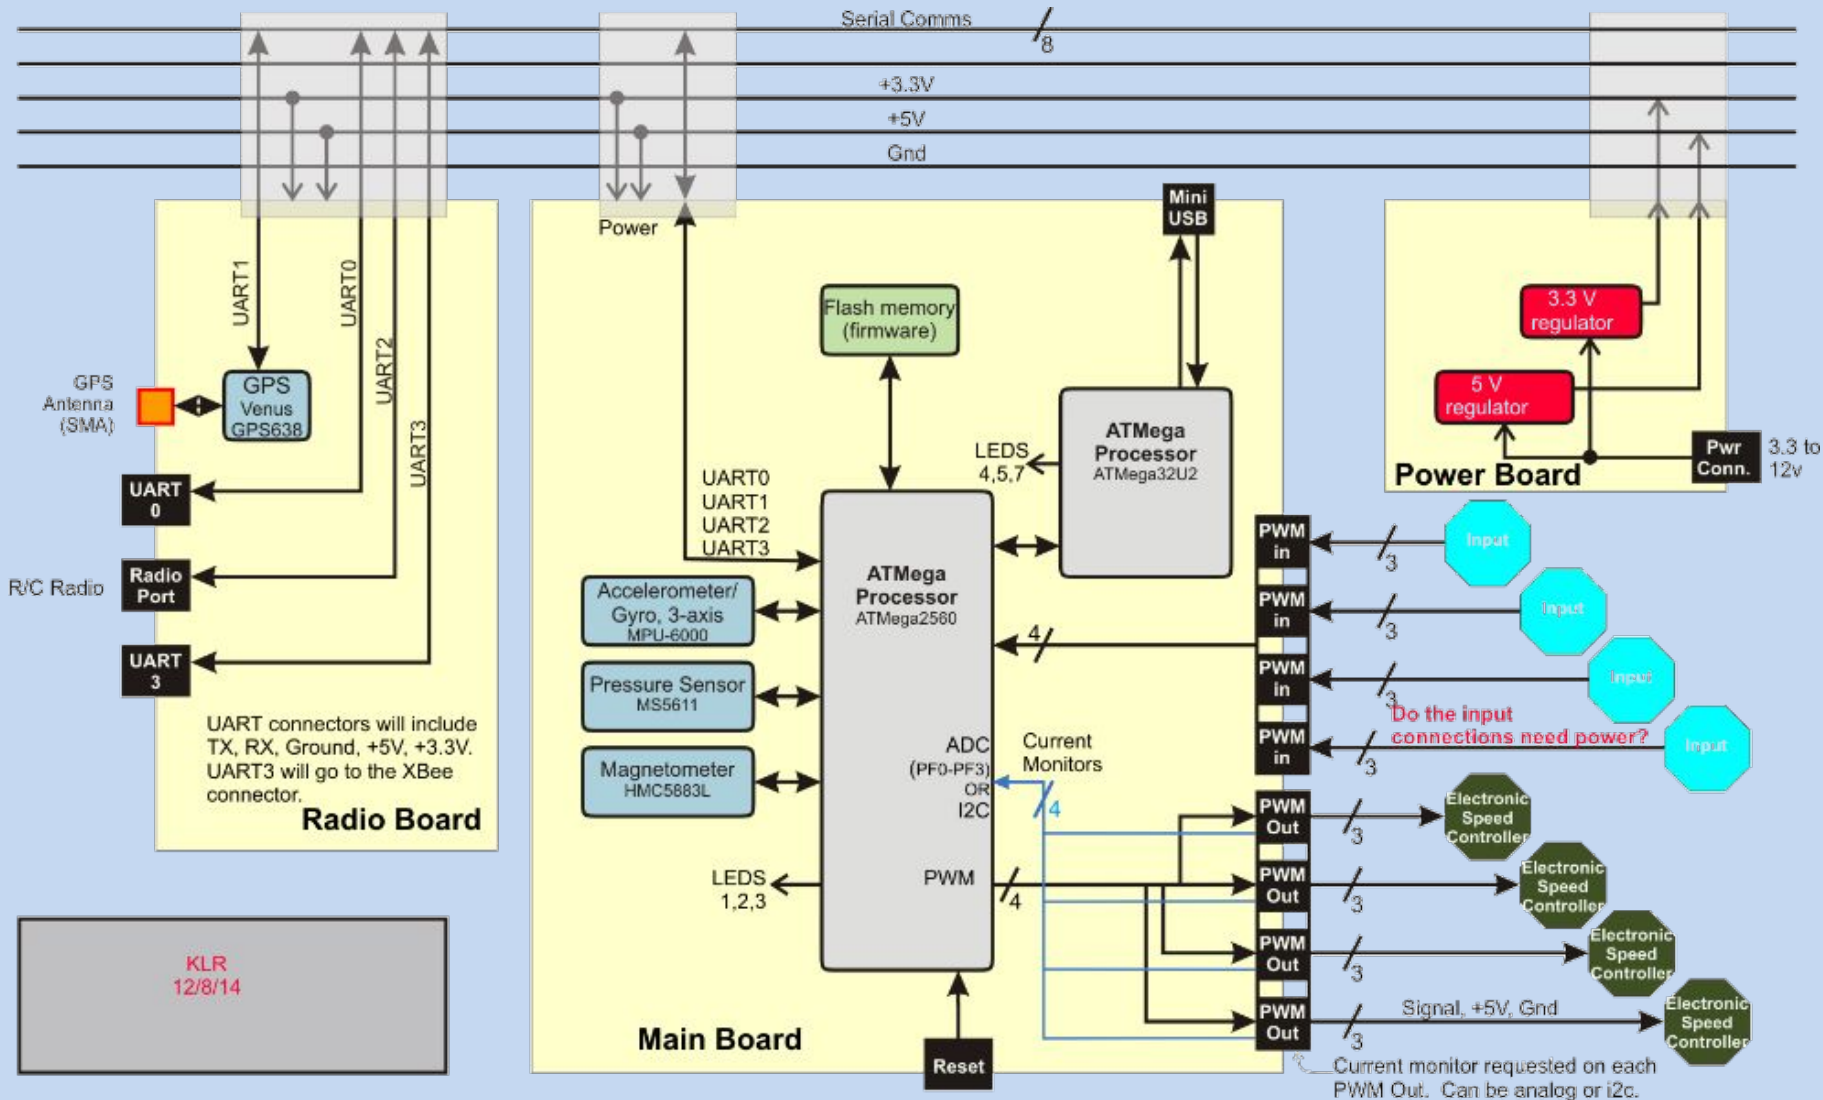 Serial Comms
8
+3.3V
+5V
Gnd
Power
Mini
USB
UART1
UART0
UART2
UART3
GPS
Antenna
(SMA)
GPS
Venus
GPS638
UART
0
R/C Radio
Radio
Port
UART
3
UART connectors will include
TX, RX, Ground, +5V, +3.3V.
UART3 will go to the XBee
connector.
Radio Board
KLR
12/8/14
Flash memory
(firmware)
ATMega
Processor
ATMega32U2
LEDS
4,5,7
UART0
UART1
UART2
UART3
ATMega
Processor
ATMega2560
Accelerometer/
Gyro, 3-axis
MPU-6000
Pressure Sensor
MS5611
Magnetometer
HMC5883L
4
ADC
(PF0-PF3)
OR
I2C
Current
Monitors
4
LEDS
1,2,3
PWM
4
Main Board
Reset
3.3 V
regulator
5 V
regulator
Power Board
Pwr
Conn.
3.3 to
12v
PWM
in
3
Input
PWM
in
3
Input
PWM
in
3
Input
Do the input
connections need power?
PWM
in
3
Input
PWM
Out
3
Electronic
Speed
Controller
PWM
Out
3
Electronic
Speed
Controller
PWM
Out
3
Electronic
Speed
Controller
PWM
Out
3
Signal, +5V, Gnd
Electronic
Speed
Controller
Current monitor requested on each
PWM Out. Can be analog or i2c.